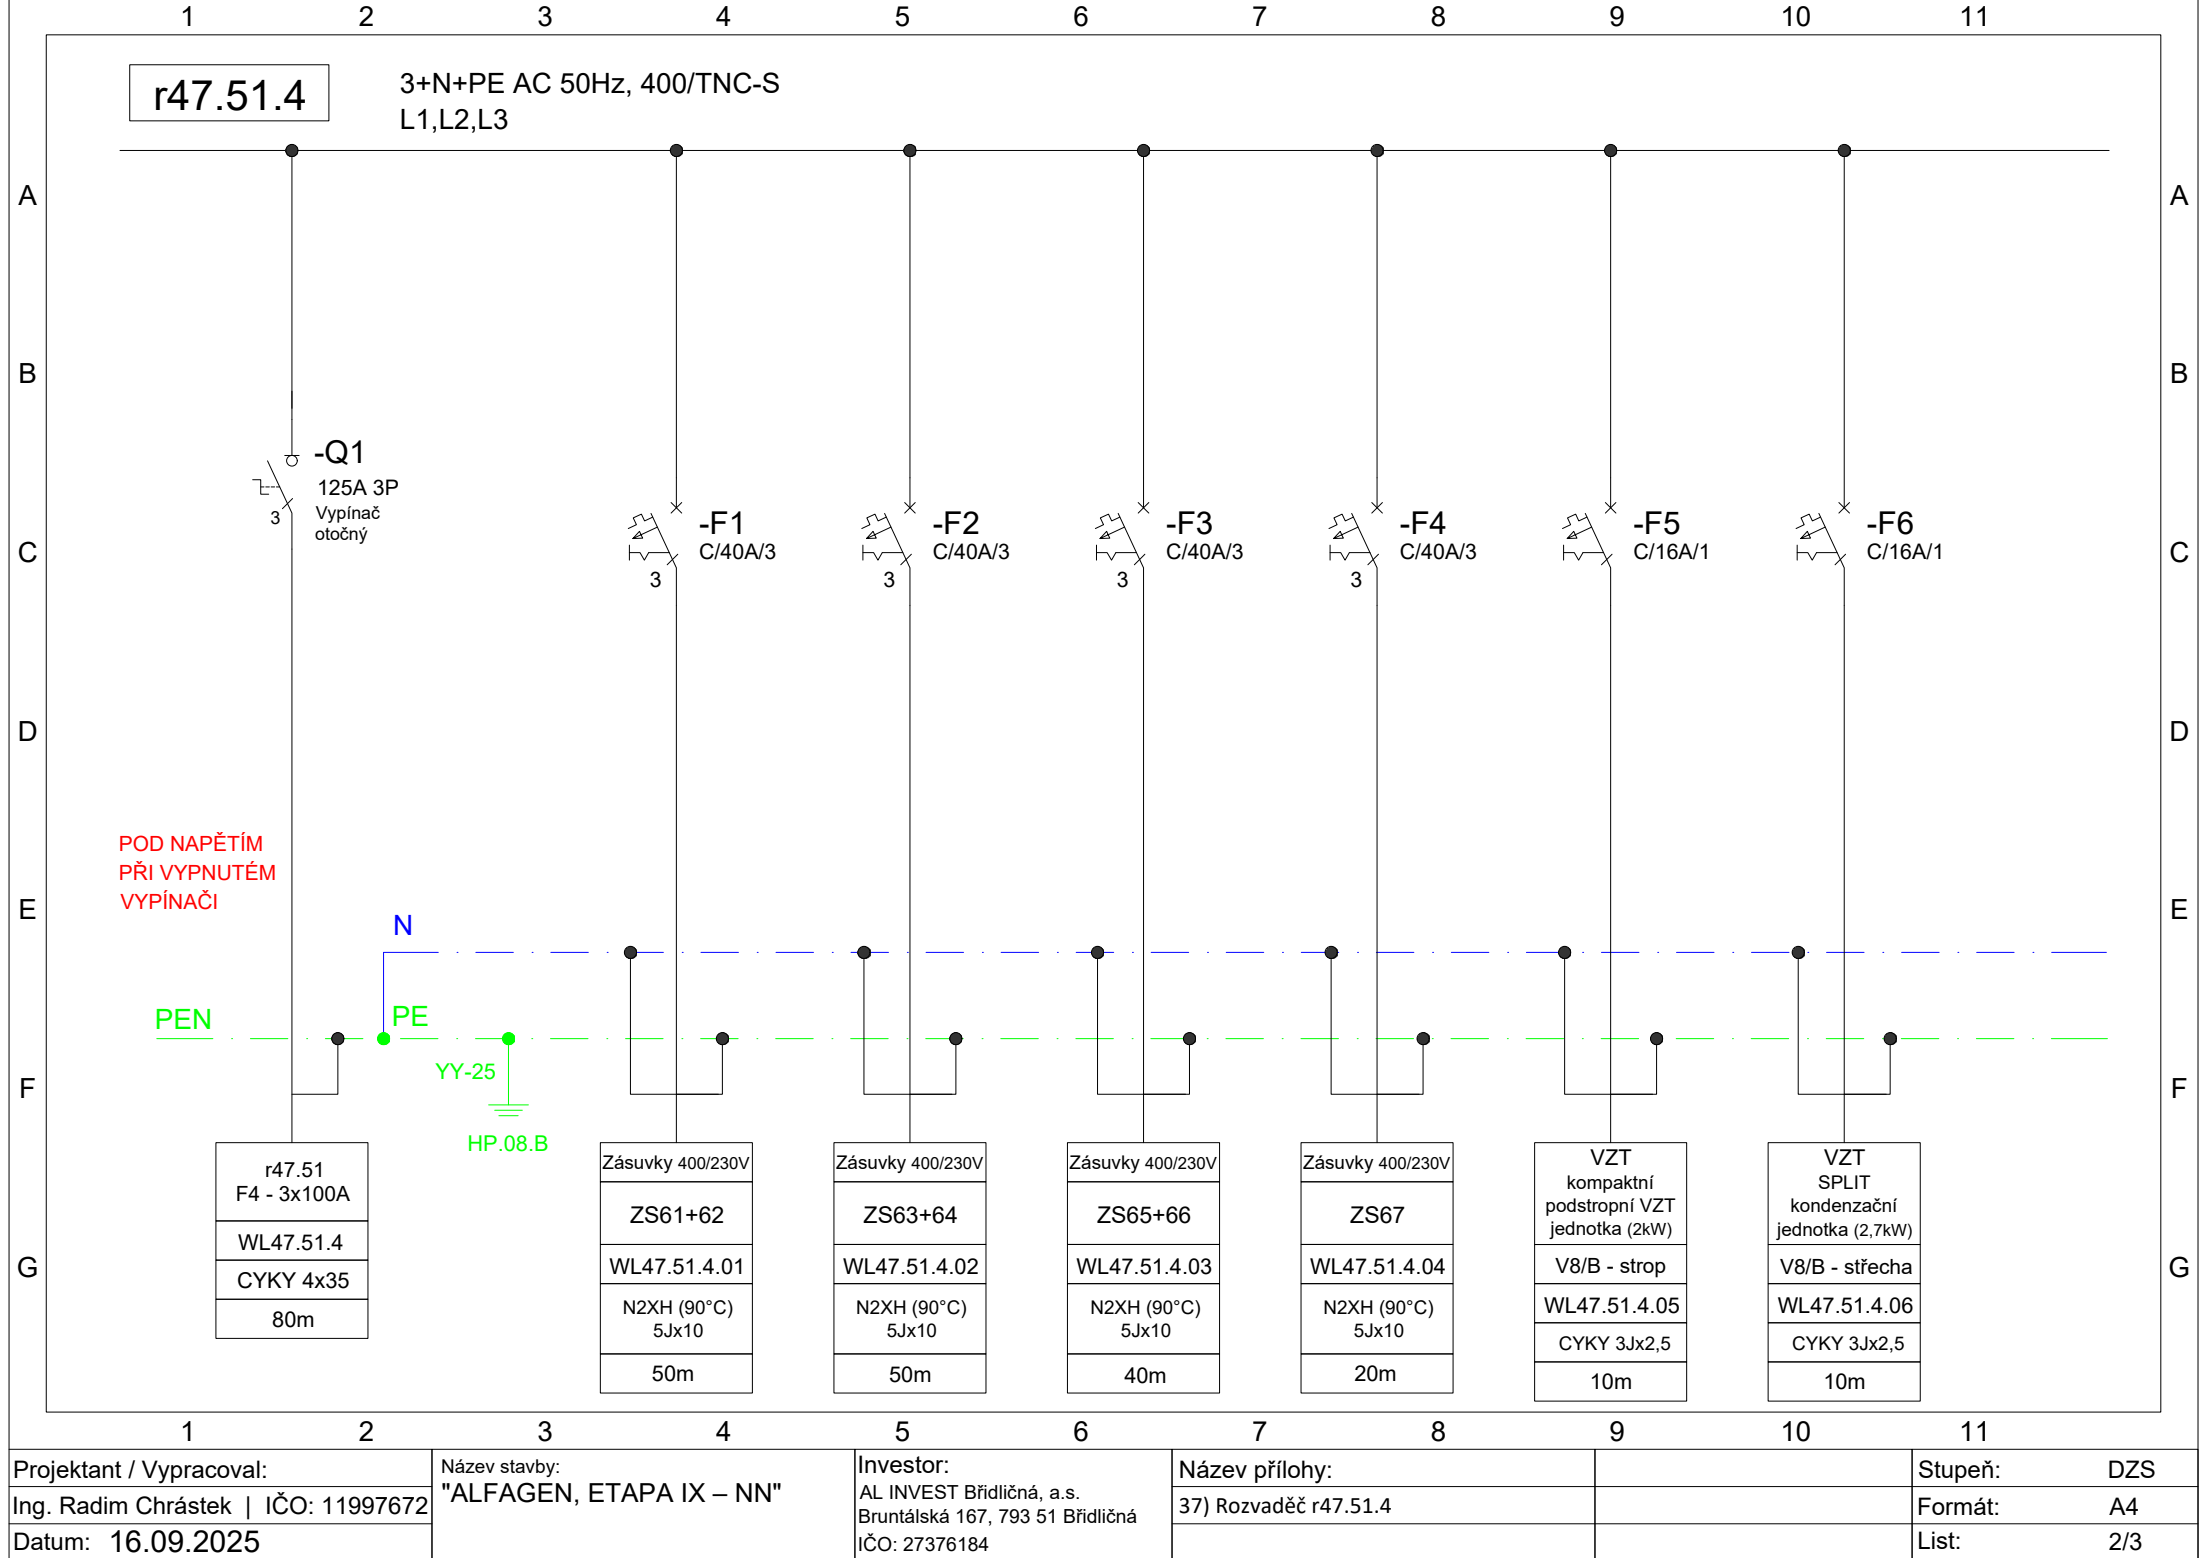 1 2 3 4 5 6 7 8 9 10 11
r47.51.4
3+N+PE AC 50Hz, 400/TNC-S
L1,L2,L3
A A
B B
-Q1
125A 3P
Vypínač
otočný
3
-F1
C/40A/3
3
-F2
C/40A/3
3
-F3
C/40A/3
3
-F4
C/40A/3
3
-F5
C/16A/1
-F6
C/16A/1
C C
D D
POD NAPĚTÍM
PŘI VYPNUTÉM
VYPÍNAČI
E E
N
PEN
PE
YY-25
HP.08.B
F F
r47.51
F4 - 3x100A
WL47.51.4
CYKY 4x35
80m
Zásuvky 400/230V
ZS61+62
WL47.51.4.01
N2XH (90°C)
5Jx10
50m
Zásuvky 400/230V
ZS63+64
WL47.51.4.02
N2XH (90°C)
5Jx10
50m
Zásuvky 400/230V
ZS65+66
WL47.51.4.03
N2XH (90°C)
5Jx10
40m
Zásuvky 400/230V
ZS67
WL47.51.4.04
N2XH (90°C)
5Jx10
20m
VZT
kompaktní
podstropní VZT
jednotka (2kW)
V8/B - strop
WL47.51.4.05
CYKY 3Jx2,5
10m
VZT
SPLIT
kondenzační
jednotka (2,7kW)
V8/B - střecha
WL47.51.4.06
CYKY 3Jx2,5
10m
G G
1 2 3 4 5 6 7 8 9 10 11
Projektant / Vypracoval:
Ing. Radim Chrástek | IČO: 11997672
Datum: 16.09.2025
Název stavby:
"ALFAGEN, ETAPA IX – NN"
Investor:
AL INVEST Břidličná, a.s.
Bruntálská 167, 793 51 Břidličná
IČO: 27376184
Název přílohy:
37) Rozvaděč r47.51.4
Stupeň: DZS
Formát: A4
List: 2/3